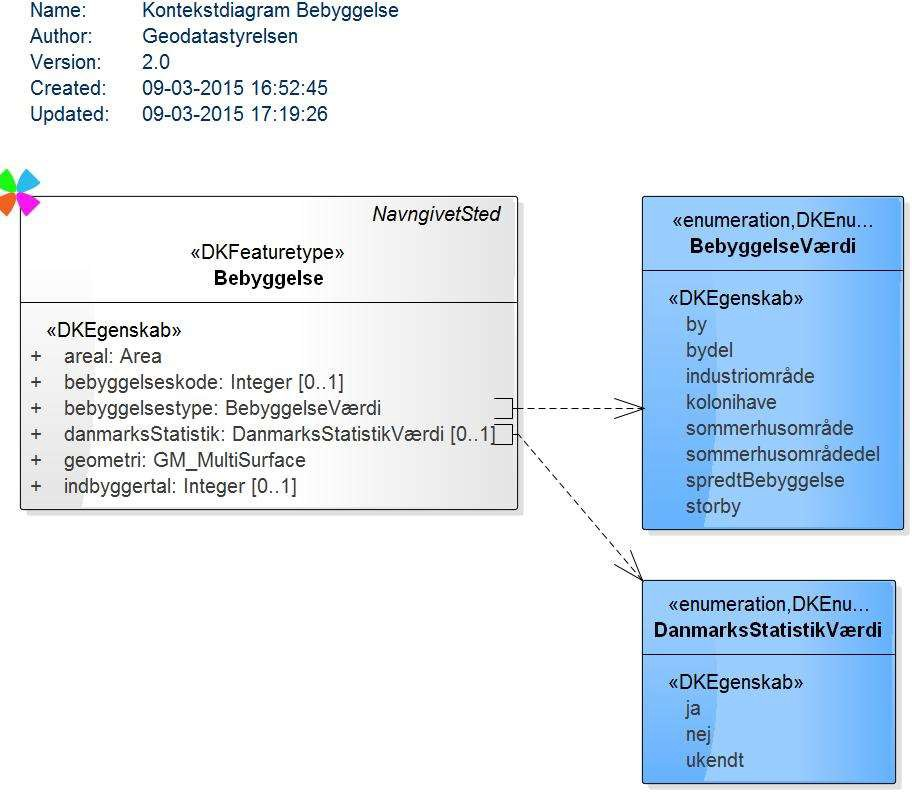 Name: Kontekstdiagram Bebyggelse
Author: Geodatastyrelsen
Version: 2.0
Created: 09-03-2015 16:52:45
Updated: 09-03-2015 17:19:26
NavngivetSted
«DKFeaturetype»
Bebyggelse
«DKEgenskab»
+ areal: Area
+ bebyggelseskode: Integer [0..1]
+ bebyggelsestype: BebyggelseVærdi
+ danmarksStatistik: DanmarksStatistikVærdi [0..1]
+ geometri: GM_MultiSurface
+ indbyggertal: Integer [0..1]
«enumeration,DKEnu...
BebyggelseVærdi
«DKEgenskab»
by
bydel
industriområde
kolonihave
sommerhusområde
sommerhusområdedel
spredtBebyggelse
storby
«enumeration,DKEnu...
DanmarksStatistikVærdi
«DKEgenskab»
ja
nej
ukendt